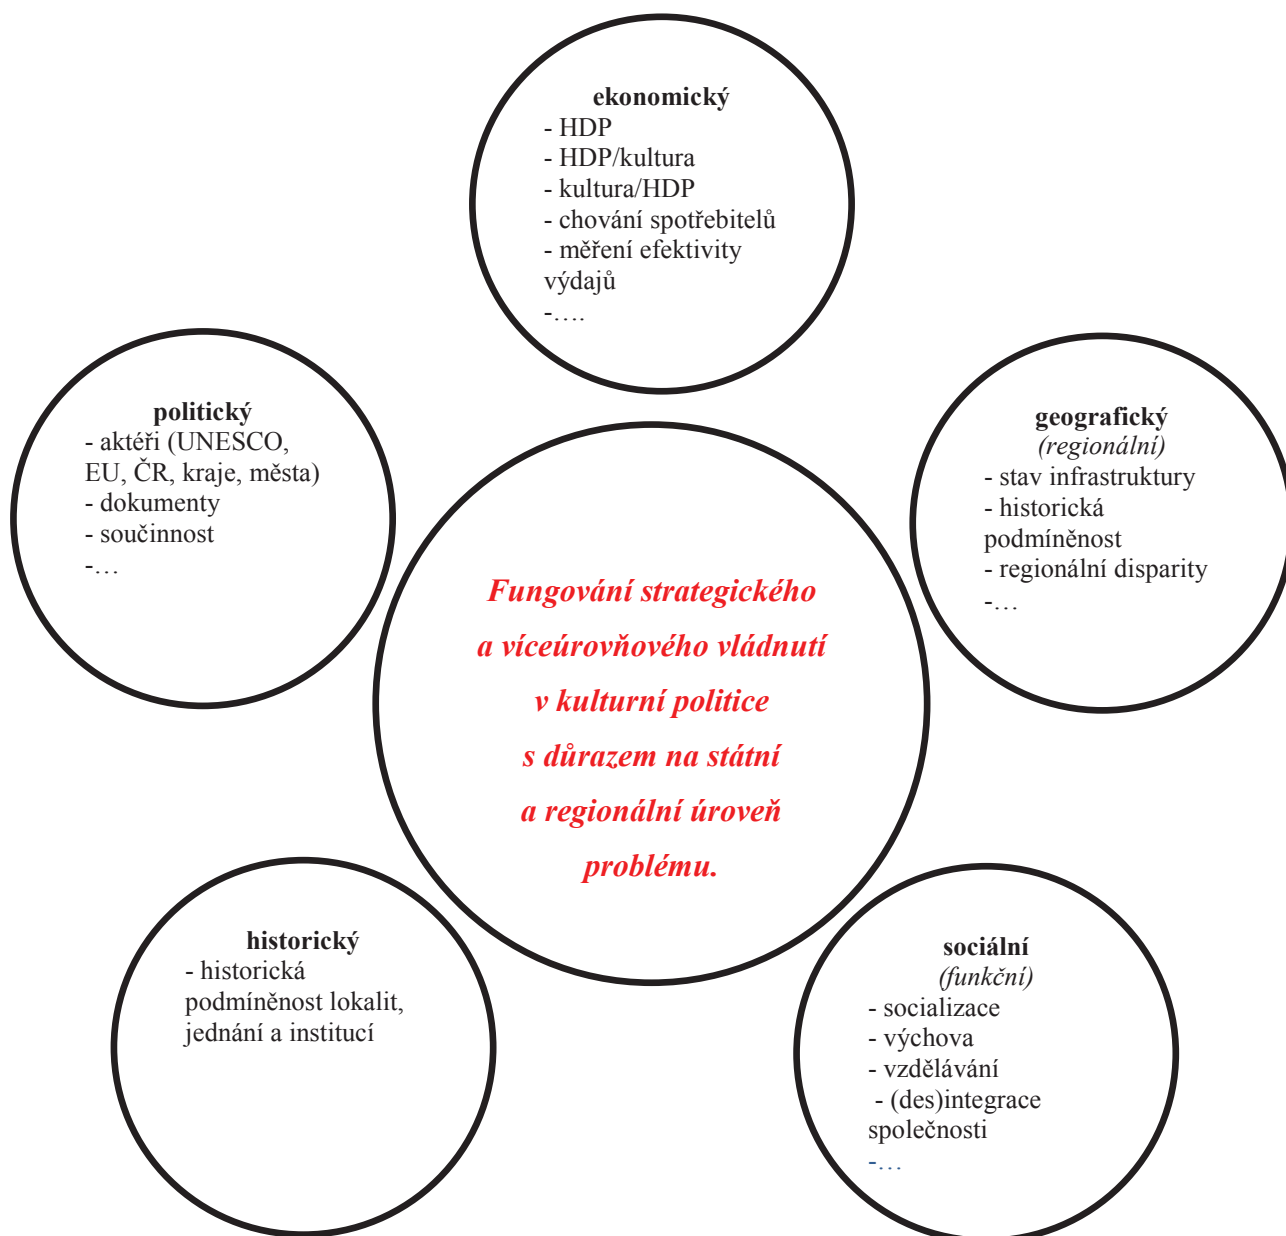 ekonomický
- HDP
- HDP/kultura
- kultura/HDP
- chování spotřebitelů
- měření efektivity
výdajů
-….
politický
- aktéři (UNESCO,
EU, ČR, kraje, města)
- dokumenty
- součinnost
-…
geografický
(regionální)
- stav infrastruktury
- historická
podmíněnost
- regionální disparity
-…
Fungování strategického
a víceúrovňového vládnutí
v kulturní politice
s důrazem na státní
a regionální úroveň
problému.
historický
- historická
podmíněnost lokalit,
jednání a institucí
sociální
(funkční)
- socializace
- výchova
- vzdělávání
- (des)integrace
společnosti
-…